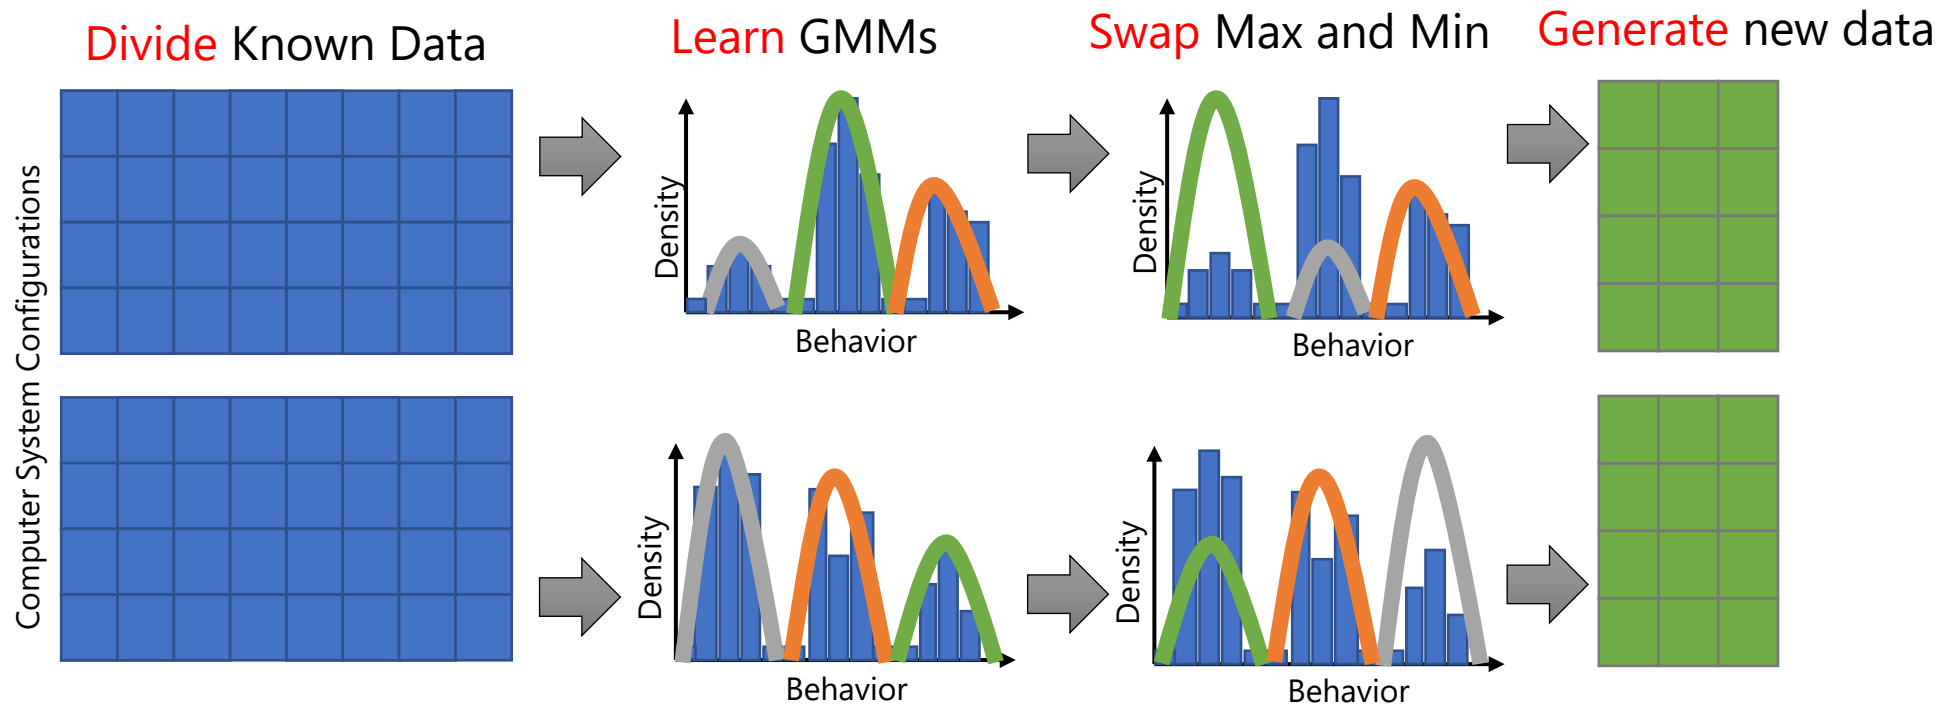 Divide Known Data
Learn GMMs
Swap Max and Min
Generate new data
Computer System Configurations
Density
Behavior
Density
Behavior
Density
Behavior
Density
Behavior